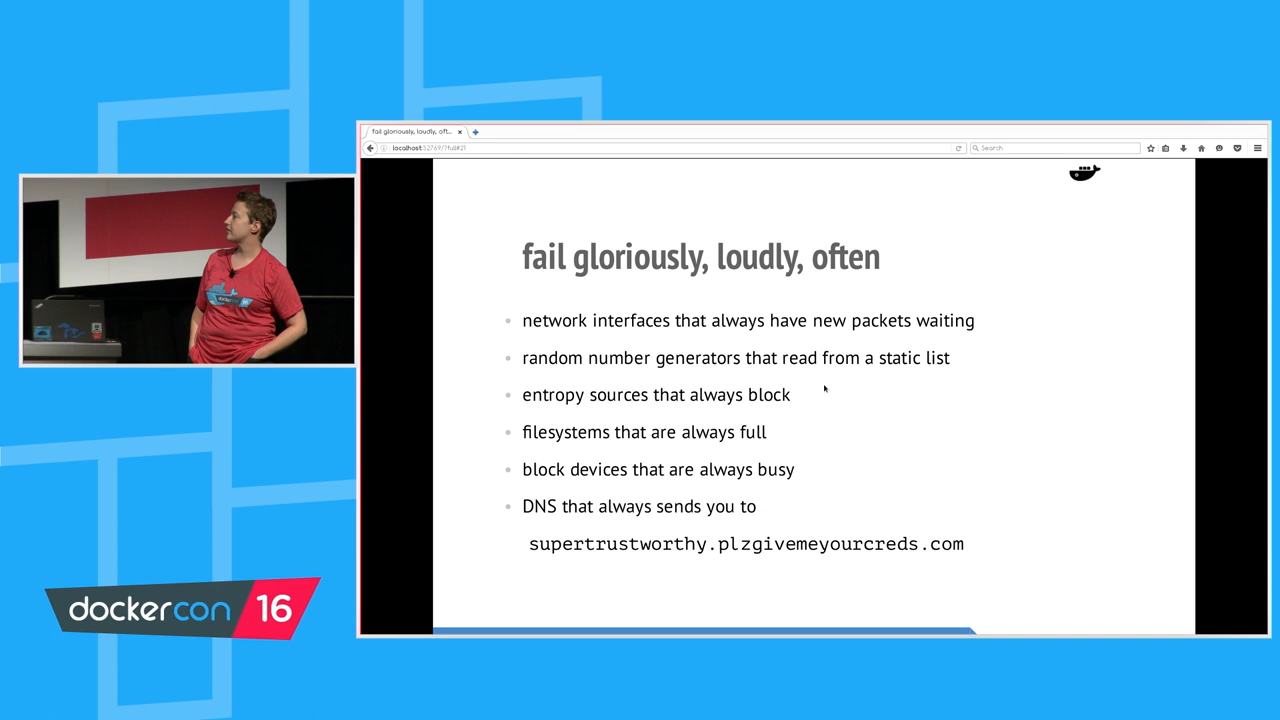 fail gloriously, loudly, oft...
localhost:32769/?full#21
Search
fail gloriously, loudly, often
network interfaces that always have new packets waiting
random number generators that read from a static list
entropy sources that always block
filesystems that are always full
block devices that are always busy
DNS that always sends you to
supertrustworthy.plzgivemeyourcreds.com
dockercon 16